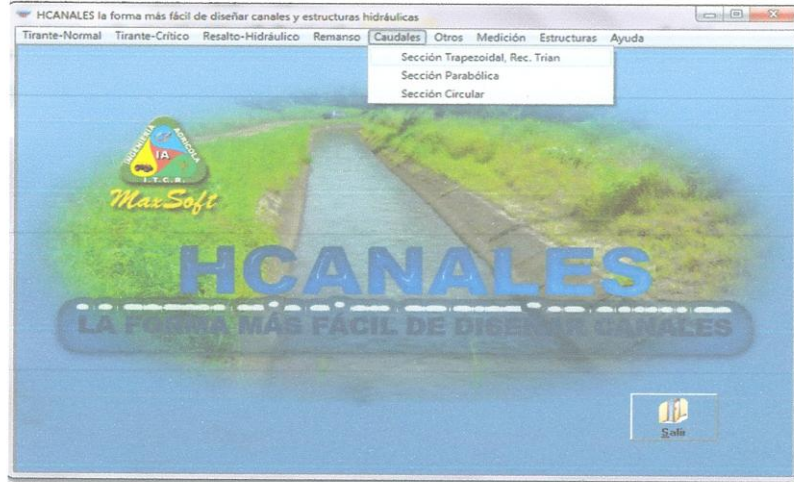 HCANALES la forma más fácil de diseñar canales y estructuras hidráulicas
Tirante-Normal Tirante-Crítico Resalto-Hidráulico Remanso Caudales Otros Medición Estructuras Ayuda
Sección Trapezoidal, Rec. Trian
Sección Parabólica
Sección Circular
INGENIERIA AGRICOLA
IA
I.T.C.R.
MaxSoft
HCANALES
LA FORMA MÁS FÁCIL DE DISEÑAR CANALES
Salir